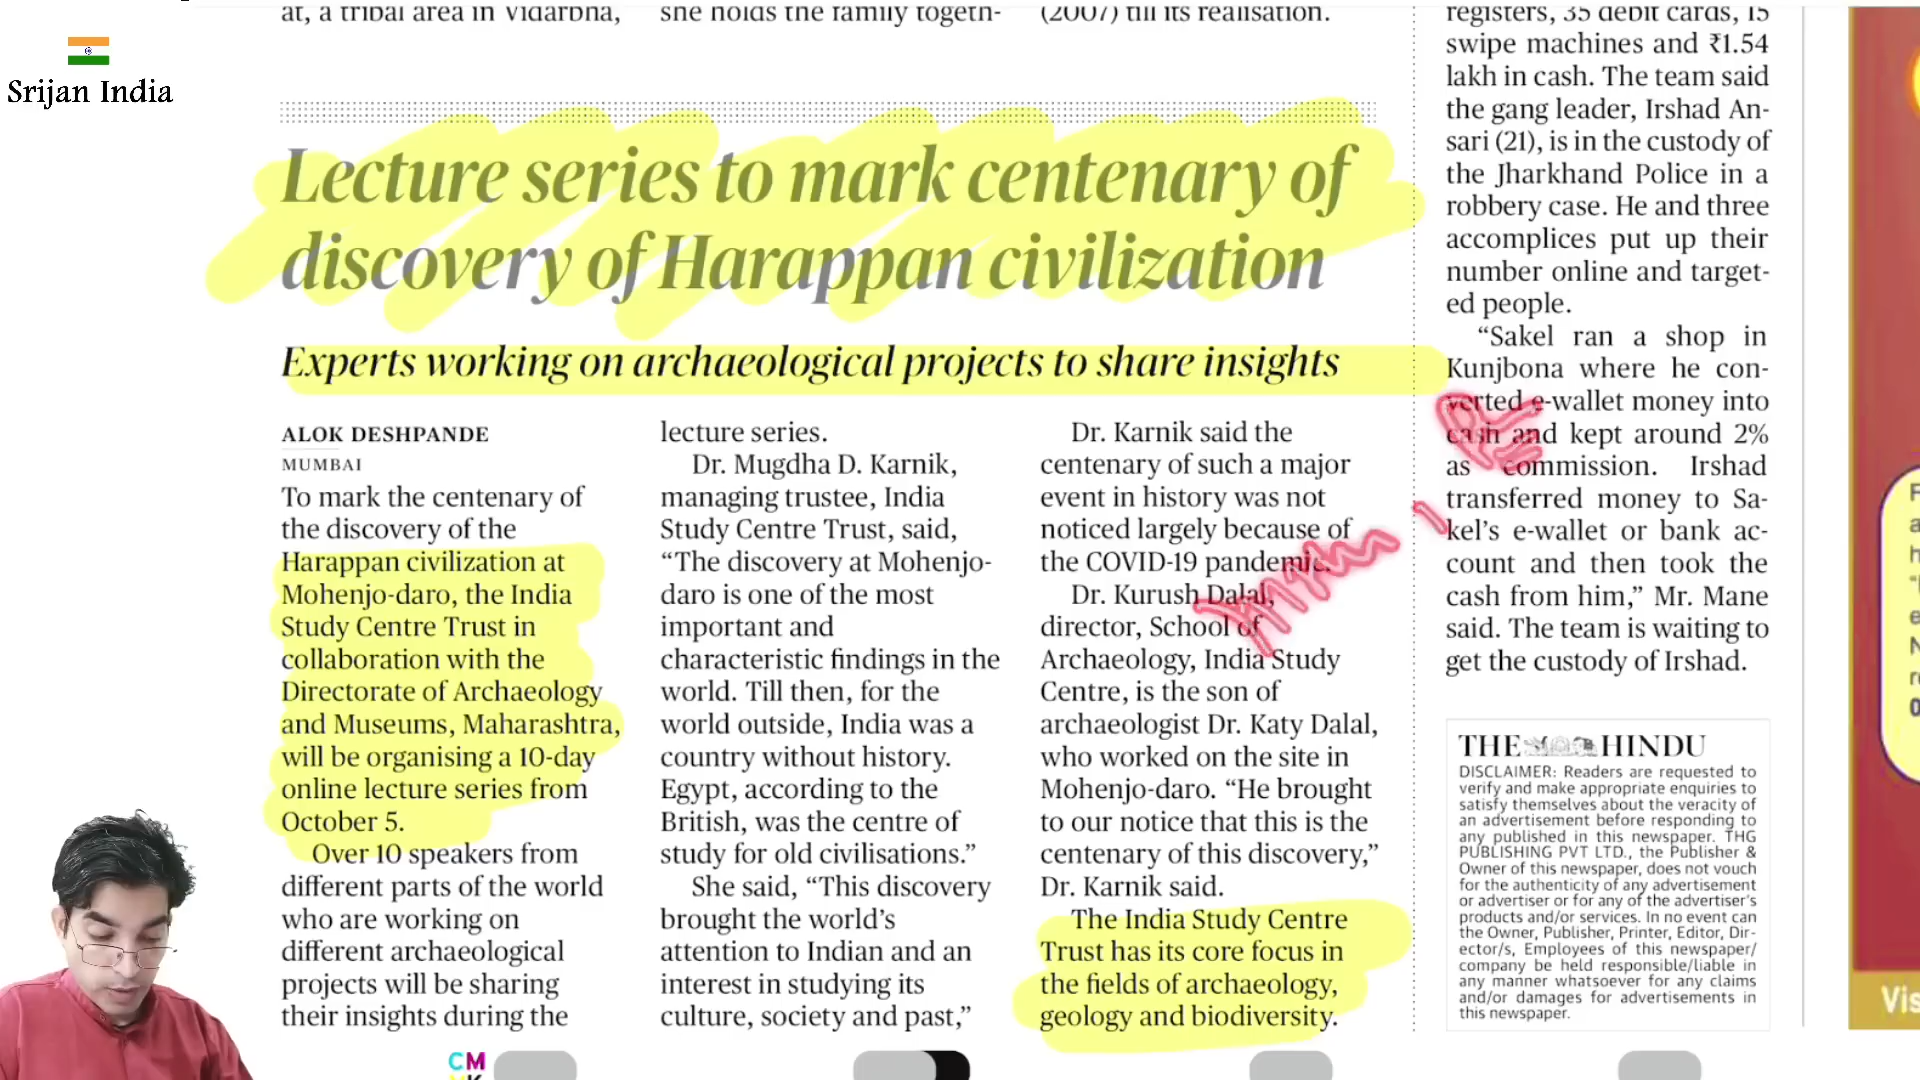 Srijan India
at, a tribal area in Vidarbha,
she holds the family togeth-
(2007) till its realisation.
Lecture series to mark centenary of
discovery of Harappan civilization
Experts working on archaeological projects to share insights
ALOK DESHPANDE
MUMBAI
To mark the centenary of
the discovery of the
Harappan civilization at
Mohenjo-daro, the India
Study Centre Trust in
collaboration with the
Directorate of Archaeology
and Museums, Maharashtra,
will be organising a 10-day
online lecture series from
October 5.
Over 10 speakers from
different parts of the world
who are working on
different archaeological
projects will be sharing
their insights during the
lecture series.
Dr. Mugdha D. Karnik,
managing trustee, India
Study Centre Trust, said,
“The discovery at Mohenjo-
daro is one of the most
important and
characteristic findings in the
world. Till then, for the
world outside, India was a
country without history.
Egypt, according to the
British, was the centre of
study for old civilisations.”
She said, “This discovery
brought the world’s
attention to Indian and an
interest in studying its
culture, society and past,”
Dr. Karnik said the
centenary of such a major
event in history was not
noticed largely because of
the COVID-19 pandemic.
Dr. Kurush Dalal,
director, School of
Archaeology, India Study
Centre, is the son of
archaeologist Dr. Katy Dalal,
who worked on the site in
Mohenjo-daro. “He brought
to our notice that this is the
centenary of this discovery,”
Dr. Karnik said.
The India Study Centre
Trust has its core focus in
the fields of archaeology,
geology and biodiversity.
registers, 35 debit cards, 15
swipe machines and ₹1.54
lakh in cash. The team said
the gang leader, Irshad An-
sari (21), is in the custody of
the Jharkhand Police in a
robbery case. He and three
accomplices put up their
number online and target-
ed people.
“Sakel ran a shop in
Kunjbona where he con-
verted e-wallet money into
cash and kept around 2%
as commission. Irshad
transferred money to Sa-
kel’s e-wallet or bank ac-
count and then took the
cash from him,” Mr. Mane
said. The team is waiting to
get the custody of Irshad.
THE HINDU
DISCLAIMER: Readers are requested to
verify and make appropriate enquiries to
satisfy themselves about the veracity of
an advertisement before responding to
any published in this newspaper. THG
PUBLISHING PVT LTD., the Publisher &
Owner of this newspaper, does not vouch
for the authenticity of any advertisement
or advertiser or for any of the advertiser’s
products and/or services. In no event can
the Owner, Publisher, Printer, Editor, Dir-
ector/s, Employees of this newspaper/
company be held responsible/liable in
any manner whatsoever for any claims
and/or damages for advertisements in
this newspaper.
CM
Vis